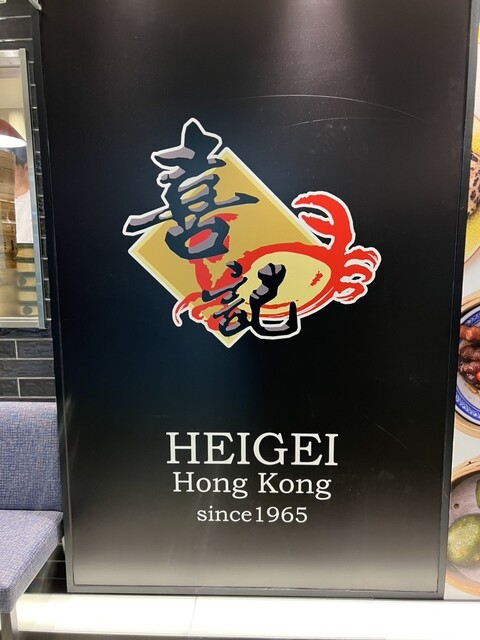 喜記
HEIGEI
Hong Kong
since1965